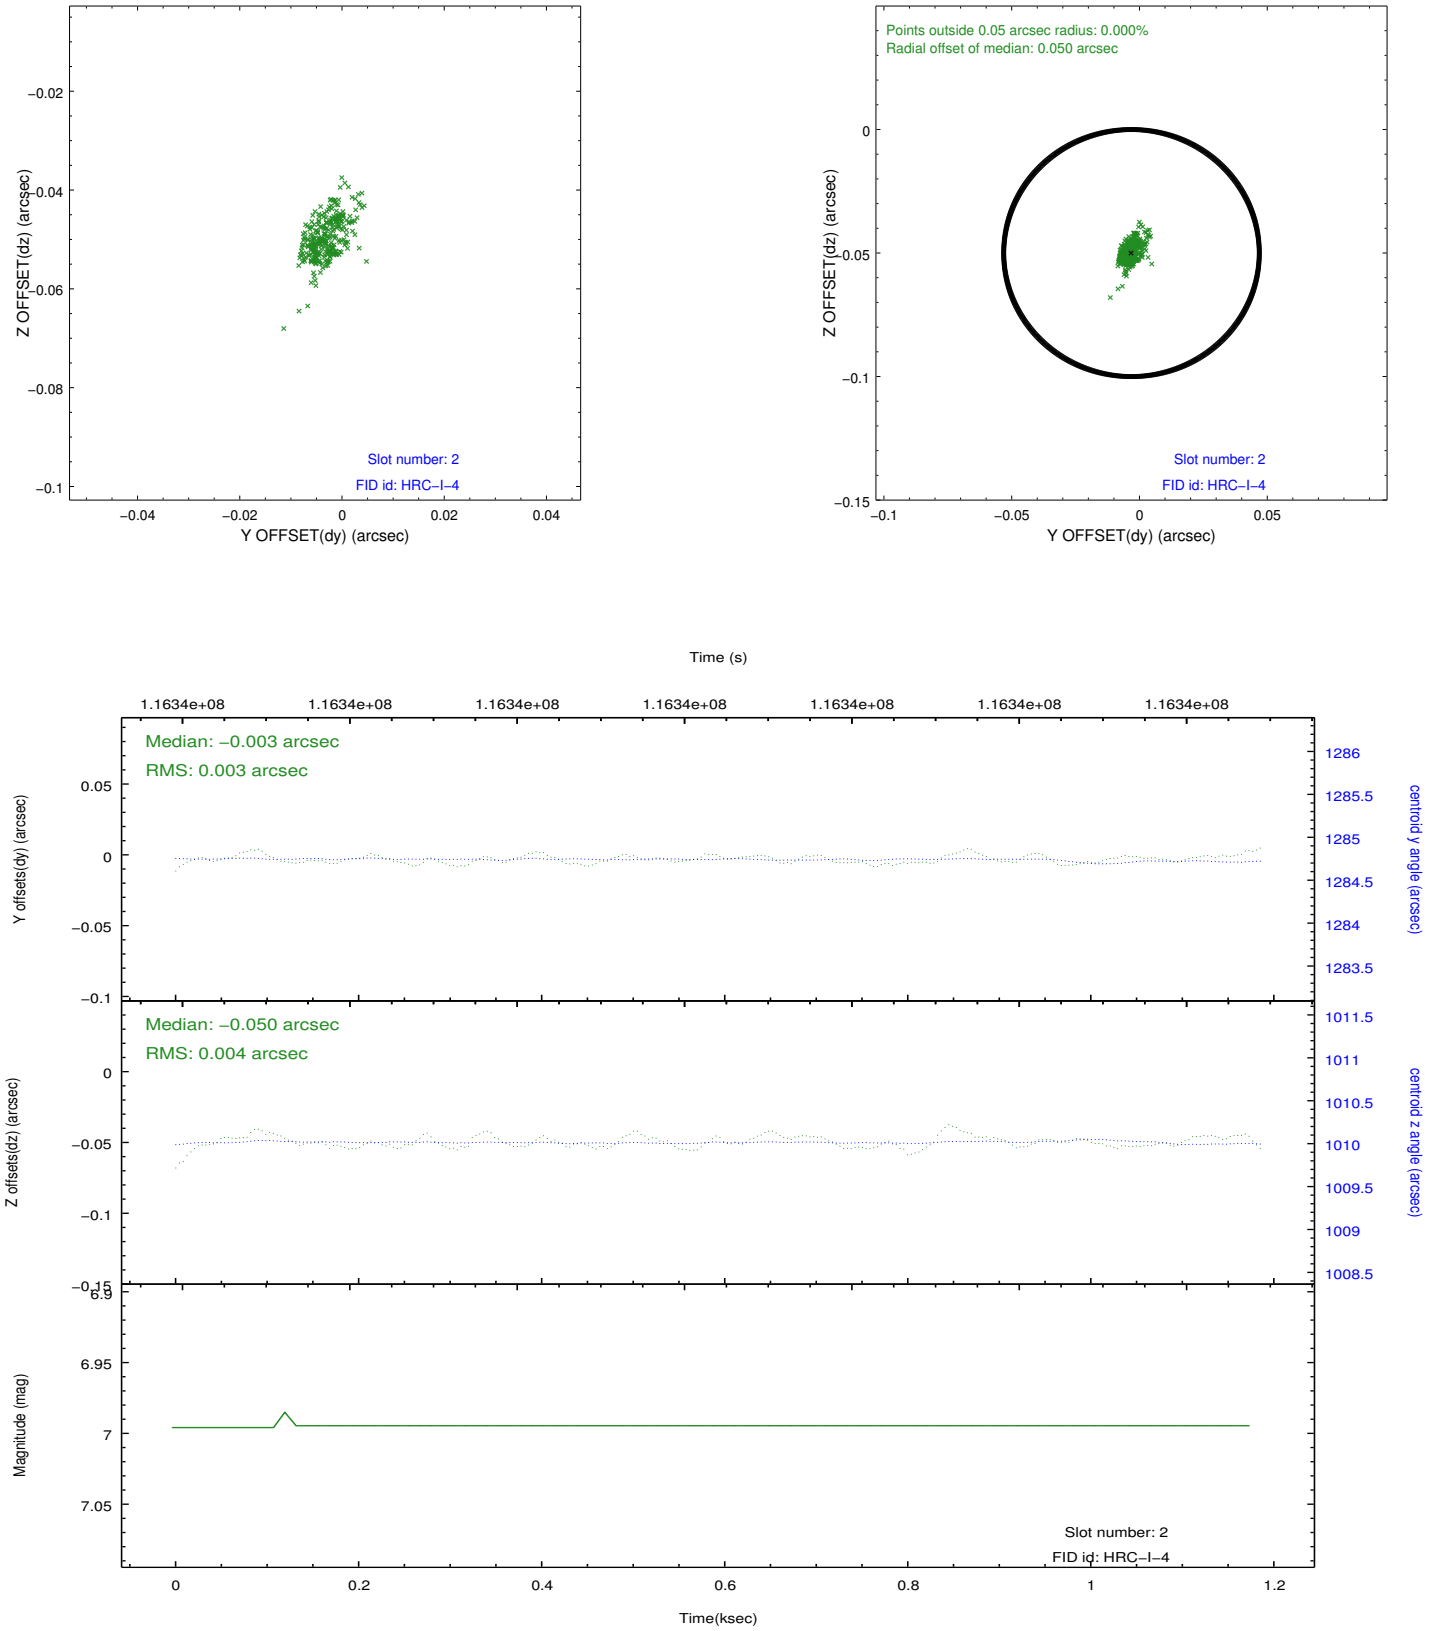 −0.02
−0.04
−0.06
−0.08
−0.1
Z OFFSET(dz) (arcsec)
Slot number: 2
FID id: HRC−I−4
−0.04 −0.02 0 0.02 0.04
Y OFFSET(dy) (arcsec)
Points outside 0.05 arcsec radius: 0.000%
Radial offset of median: 0.050 arcsec
0
−0.05
−0.1
−0.15
Z OFFSET(dz) (arcsec)
Slot number: 2
FID id: HRC−I−4
−0.1 −0.05 0 0.05
Y OFFSET(dy) (arcsec)
Time (s)
1.1634e+08 1.1634e+08 1.1634e+08 1.1634e+08 1.1634e+08 1.1634e+08 1.1634e+08
Median: −0.003 arcsec
RMS: 0.003 arcsec
0.05
0
−0.05
−0.1
Y offsets(dy) (arcsec)
1286
1285.5
1285
1284.5
1284
1283.5
centroid y angle (arcsec)
Median: −0.050 arcsec
RMS: 0.004 arcsec
0
−0.05
−0.1
−0.15
Z offsets(dz) (arcsec)
1011.5
1011
1010.5
1010
1009.5
1009
1008.5
centroid z angle (arcsec)
6.9
6.95
7
7.05
Magnitude (mag)
Slot number: 2
FID id: HRC−I−4
0 0.2 0.4 0.6 0.8 1 1.2
Time(ksec)